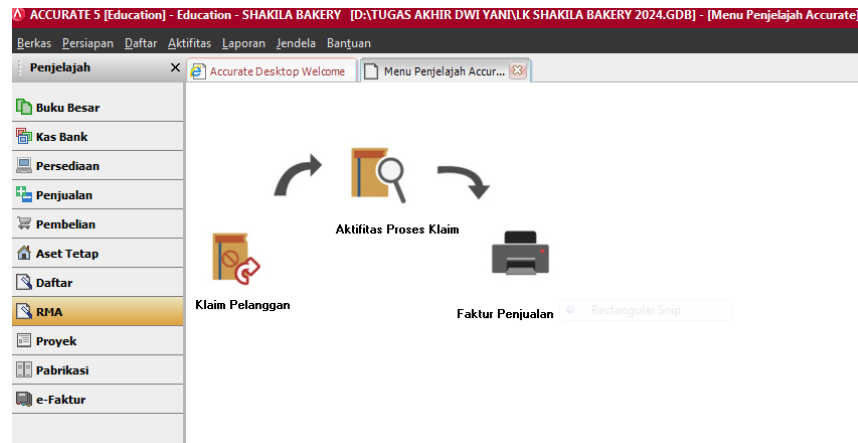 ACCURATE 5 [Education] - Education - SHAKILA BAKERY [D:\TUGAS AKHIR DWI YANI\LK SHAKILA BAKERY 2024.GDB] - [Menu Penjelajah Accurate]
Berkas Persiapan Daftar Aktifitas Laporan Jendela Bantuan
Penjelajah X Accurate Desktop Welcome Menu Penjelajah Accur...
Buku Besar
Kas Bank
Persediaan
Penjualan
Pembelian
Aset Tetap
Daftar
RMA
Proyek
Pabrikasi
e-Faktur
Aktifitas Proses Klaim
Klaim Pelanggan
Faktur Penjualan
Rectangular Snip